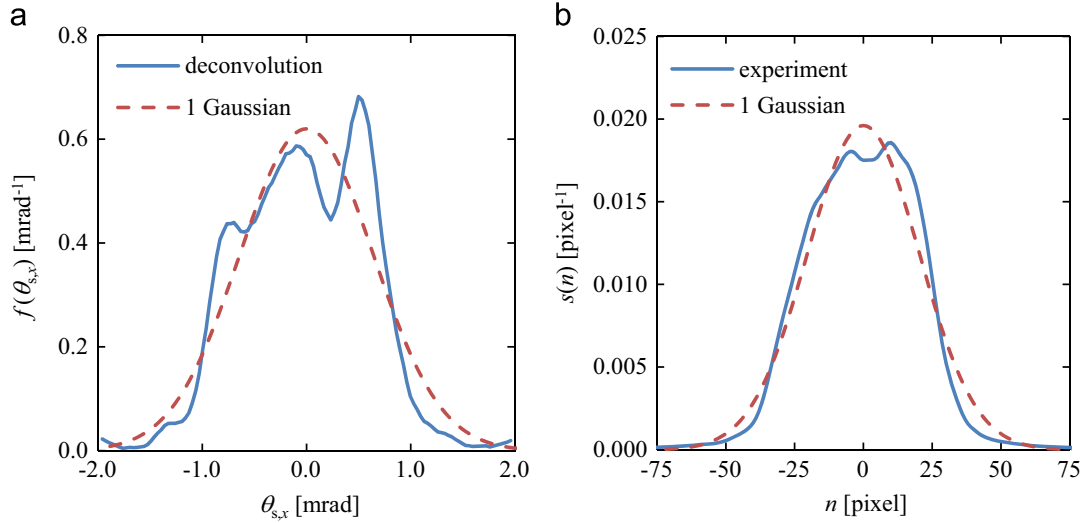 a
0.8
0.6
0.4
0.2
0.0
-2.0 -1.0 0.0 1.0 2.0
f(θs,x) [mrad-1]
θs,x [mrad]
deconvolution
1 Gaussian
b
0.025
0.020
0.015
0.010
0.005
0.000
-75 -50 -25 0 25 50 75
s(n) [pixel-1]
n [pixel]
experiment
1 Gaussian